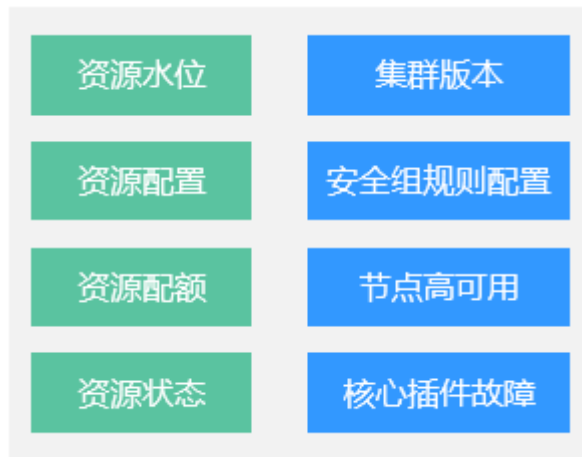 资源水位
集群版本
资源配置
安全组规则配置
资源配额
节点高可用
资源状态
核心插件故障